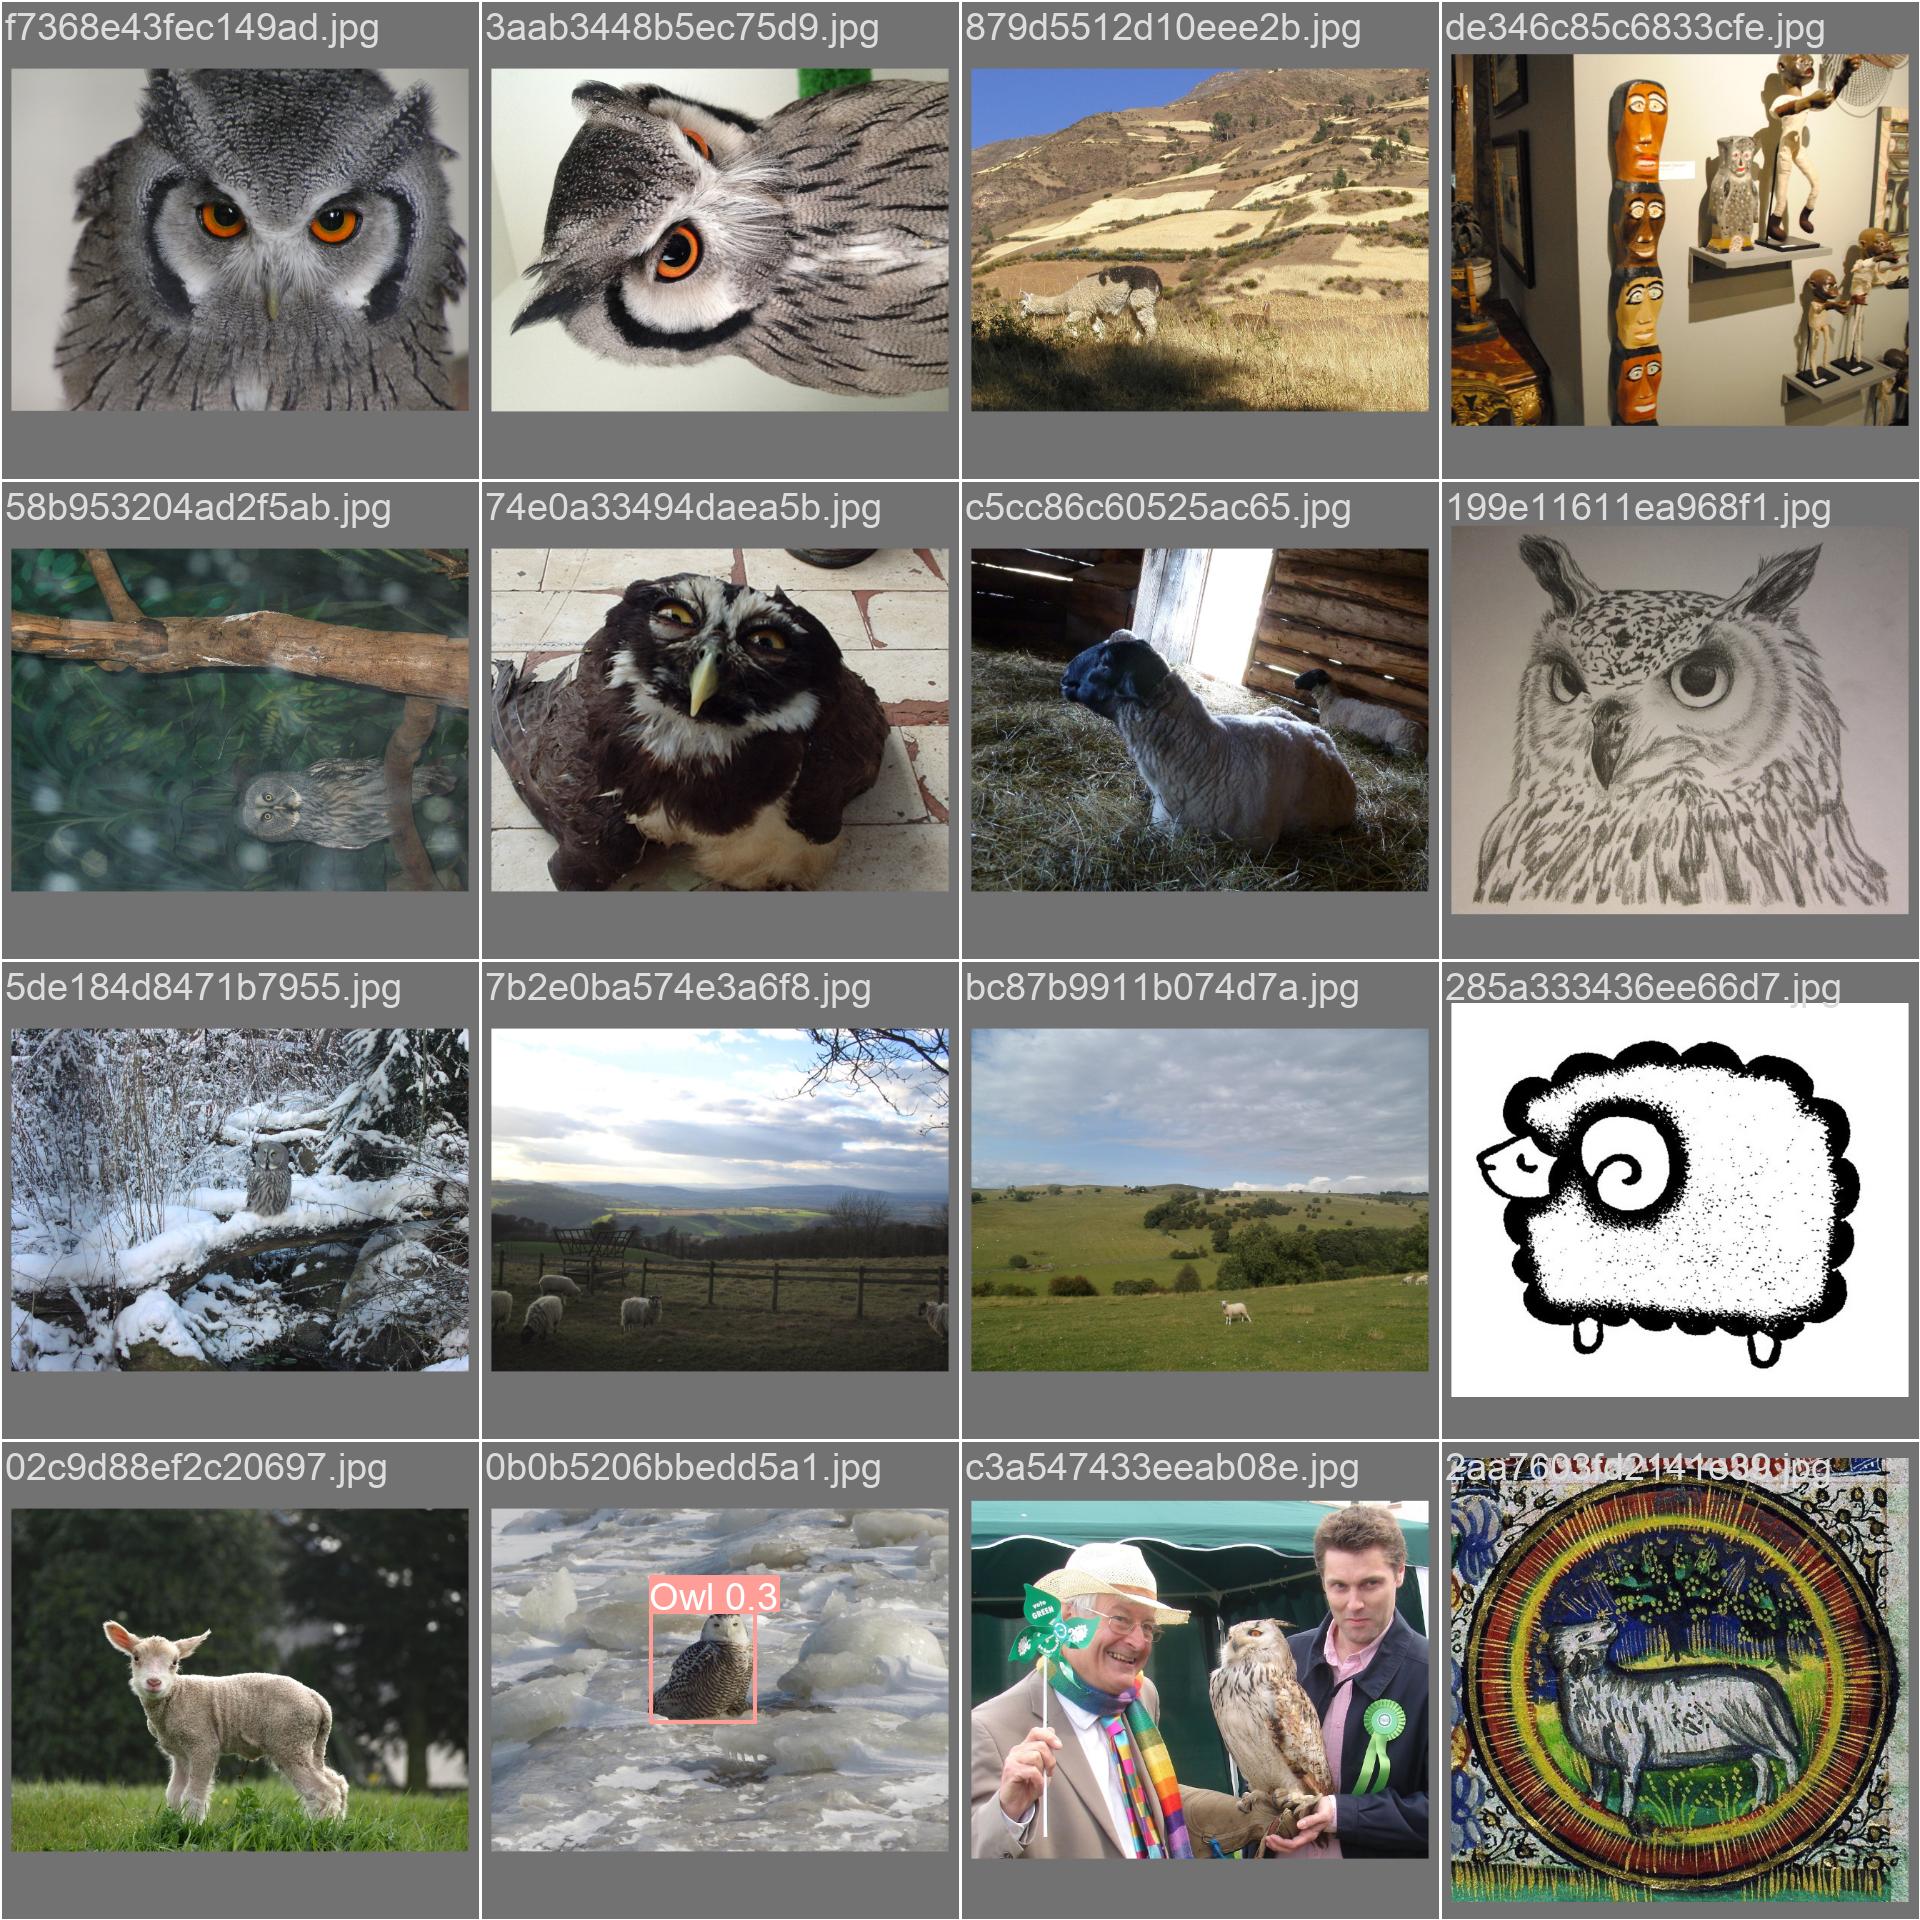 f7368e43fec149ad.jpg
3aab3448b5ec75d9.jpg
879d5512d10eee2b.jpg
de346c85c6833cfe.jpg
58b953204ad2f5ab.jpg
74e0a33494daea5b.jpg
c5cc86c60525ac65.jpg
199e11611ea968f1.jpg
5de184d8471b7955.jpg
7b2e0ba574e3a6f8.jpg
bc87b9911b074d7a.jpg
285a333436ee66d7.jpg
02c9d88ef2c20697.jpg
0b0b5206bbedd5a1.jpg
c3a547433eeab08e.jpg
2aa7603fd2141e89.jpg
Owl 0.3
vote
GREEN